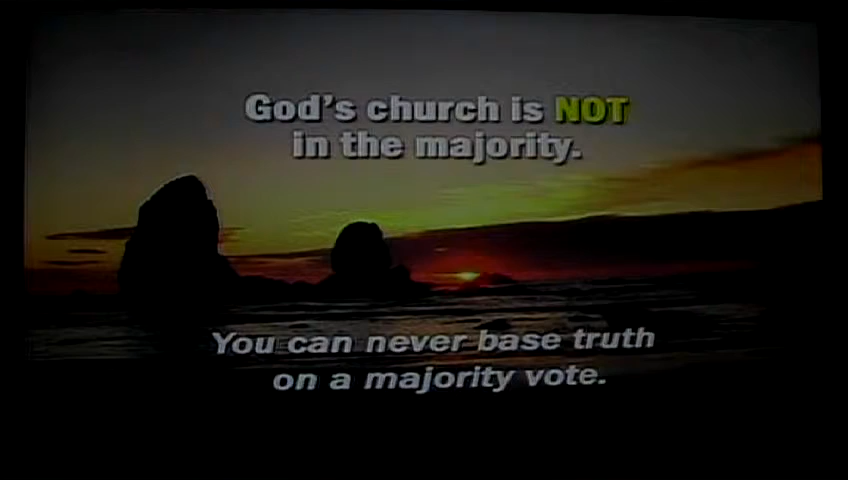 God's church is NOT
in the majority.
You can never base truth
on a majority vote.